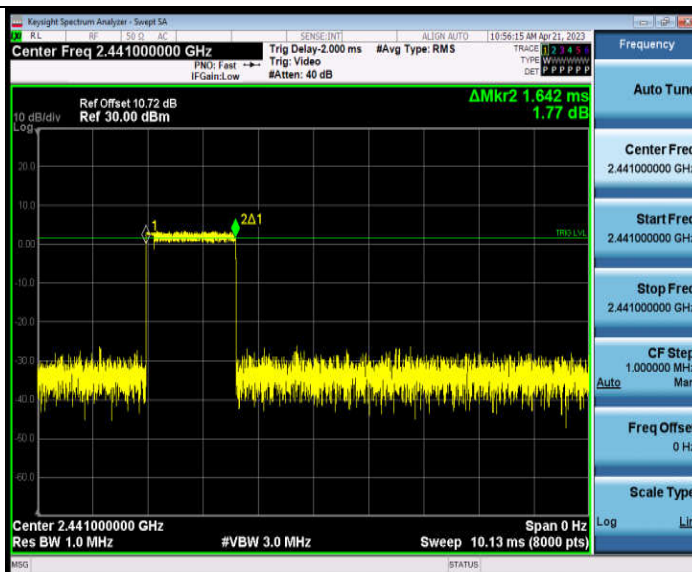 Keysight Spectrum Analyzer - Swept SA
RL RF 50 Ω AC SENSE:INT ALIGN AUTO 10:56:15 AM Apr 21, 2023
Center Freq 2.441000000 GHz
PNO: Fast
IFGain:Low
Trig Delay-2.000 ms
Trig: Video
#Atten: 40 dB
#Avg Type: RMS
TRACE 1 2 3 4 5 6
TYPE WWWWWW
DET P P P P P P
Frequency
ΔMkr2 1.642 ms
1.77 dB
Ref Offset 10.72 dB
10 dB/div Ref 30.00 dBm
Log
20.0
10.0
0.00
-10.0
-20.0
-30.0
-40.0
-50.0
-60.0
1
2Δ1
TRIG LVL
Center 2.441000000 GHz Span 0 Hz
Res BW 1.0 MHz #VBW 3.0 MHz Sweep 10.13 ms (8000 pts)
MSG STATUS
Auto Tune
Center Freq
2.441000000 GHz
Start Freq
2.441000000 GHz
Stop Freq
2.441000000 GHz
CF Step
1.000000 MHz
Auto Man
Freq Offset
0 Hz
Scale Type
Log Lin